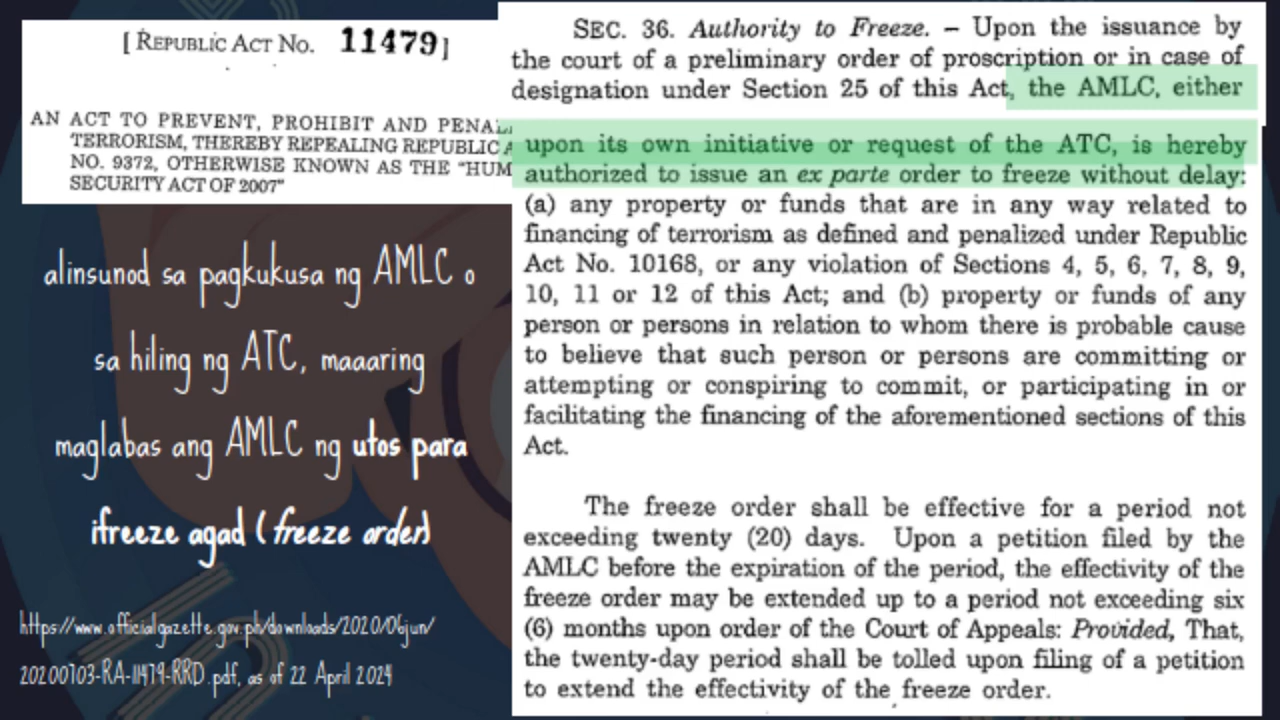 [ REPUBLIC ACT NO. 11479 ]
AN ACT TO PREVENT, PROHIBIT AND PENAL
TERRORISM, THEREBY REPEALING REPUBLIC A
NO. 9372, OTHERWISE KNOWN AS THE "HUM
SECURITY ACT OF 2007"
alinsunod sa pagkukusa ng AMLC o
sa hiling ng ATC, maaaring
maglabas ang AMLC ng utos para
ifreeze agad (freeze order)
https://www.officialgazette.gov.ph/downloads/2020/06jun/
20200703-RA-11479-RRD.pdf, as of 22 April 2024
SEC. 36. Authority to Freeze. – Upon the issuance by
the court of a preliminary order of proscription or in case of
designation under Section 25 of this Act, the AMLC, either
upon its own initiative or request of the ATC, is hereby
authorized to issue an ex parte order to freeze without delay:
(a) any property or funds that are in any way related to
financing of terrorism as defined and penalized under Republic
Act No. 10168, or any violation of Sections 4, 5, 6, 7, 8, 9,
10, 11 or 12 of this Act; and (b) property or funds of any
person or persons in relation to whom there is probable cause
to believe that such person or persons are committing or
attempting or conspiring to commit, or participating in or
facilitating the financing of the aforementioned sections of this
Act.
The freeze order shall be effective for a period not
exceeding twenty (20) days. Upon a petition filed by the
AMLC before the expiration of the period, the effectivity of the
freeze order may be extended up to a period not exceeding six
(6) months upon order of the Court of Appeals: Provided, That,
the twenty-day period shall be tolled upon filing of a petition
to extend the effectivity of the freeze order.